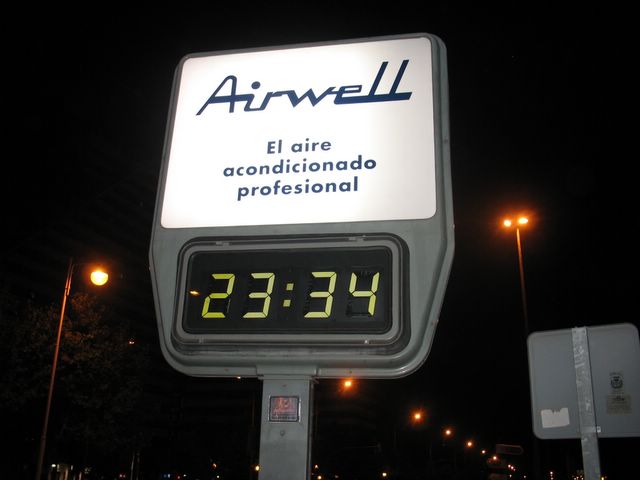 Airwell
El aire
acondicionado
profesional
23:34